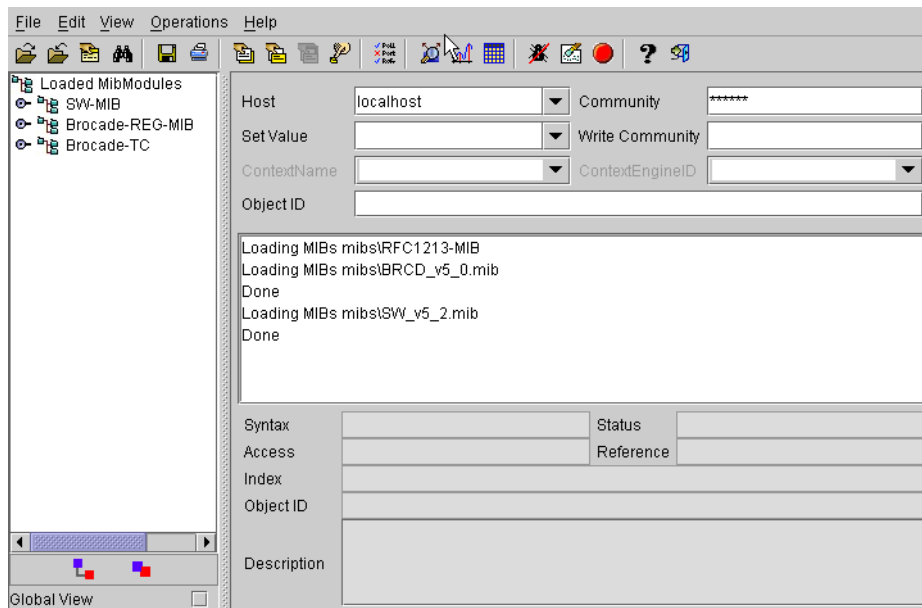 File Edit View Operations Help
Loaded MibModules
SW-MIB
Brocade-REG-MIB
Brocade-TC
Global View
Host localhost Community ******
Set Value Write Community
ContextName ContextEngineID
Object ID
Loading MIBs mibs\RFC1213-MIB
Loading MIBs mibs\BRCD_v5_0.mib
Done
Loading MIBs mibs\SW_v5_2.mib
Done
Syntax Status
Access Reference
Index
Object ID
Description